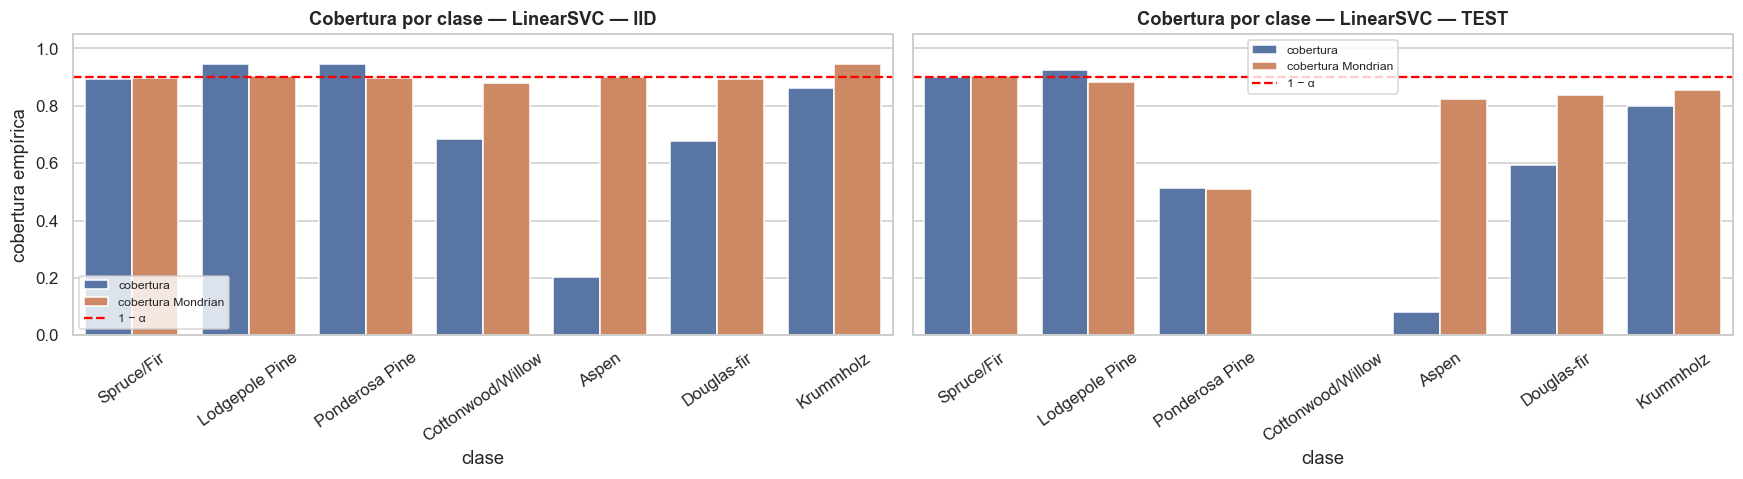 Cobertura por clase — LinearSVC — IID
cobertura empírica
1.0
0.8
0.6
0.4
0.2
0.0
cobertura
cobertura Mondrian
1 − α
Spruce/Fir
Lodgepole Pine
Ponderosa Pine
Cottonwood/Willow
Aspen
Douglas-fir
Krummholz
clase
Cobertura por clase — LinearSVC — TEST
cobertura
cobertura Mondrian
1 − α
Spruce/Fir
Lodgepole Pine
Ponderosa Pine
Cottonwood/Willow
Aspen
Douglas-fir
Krummholz
clase